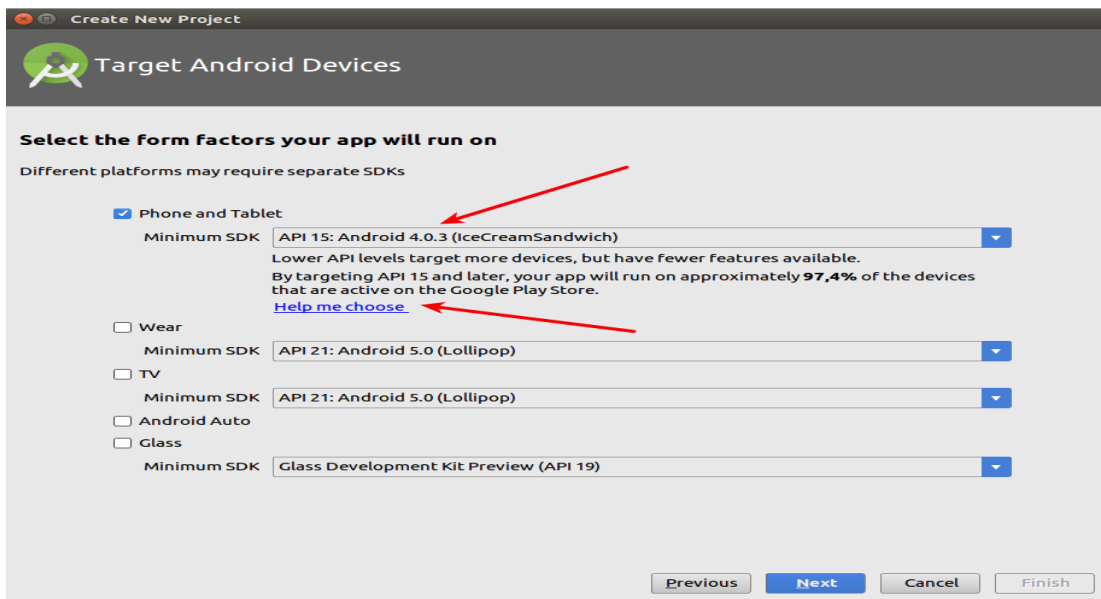 Create New Project
Target Android Devices
Select the form factors your app will run on
Different platforms may require separate SDKs
Phone and Tablet
Minimum SDK API 15: Android 4.0.3 (IceCreamSandwich)
Lower API levels target more devices, but have fewer features available.
By targeting API 15 and later, your app will run on approximately 97,4% of the devices
that are active on the Google Play Store.
Help me choose
Wear
Minimum SDK API 21: Android 5.0 (Lollipop)
TV
Minimum SDK API 21: Android 5.0 (Lollipop)
Android Auto
Glass
Minimum SDK Glass Development Kit Preview (API 19)
Previous Next Cancel Finish